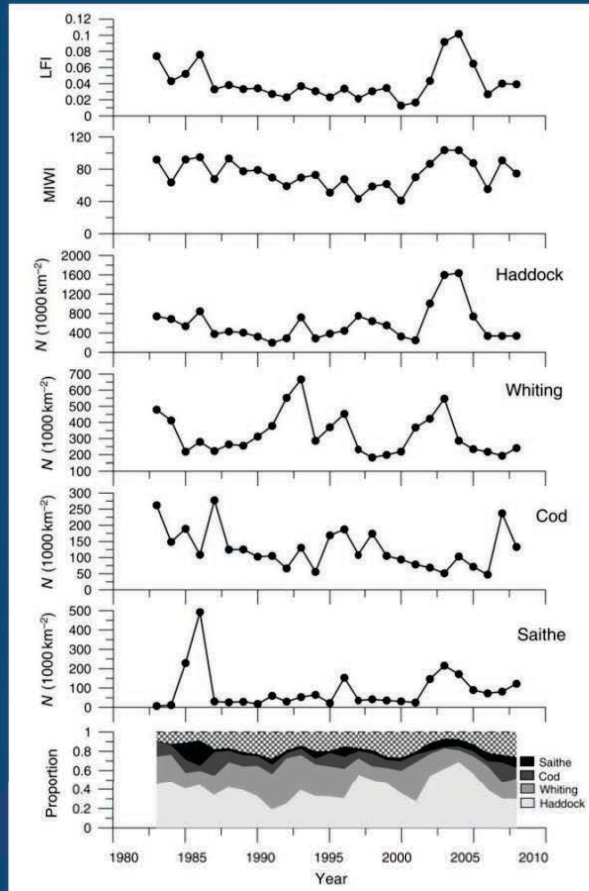 LFI
0.12
0.1
0.08
0.06
0.04
0.02
0
MIWI
120
80
40
0
N (1000 km⁻²)
2000
1600
1200
800
400
0
Haddock
N (1000 km⁻²)
700
600
500
400
300
200
100
Whiting
N (1000 km⁻²)
300
250
200
150
100
50
0
Cod
N (1000 km⁻²)
500
400
300
200
100
0
Saithe
Proportion
1
0.8
0.6
0.4
0.2
0
Saithe
Cod
Whiting
Haddock
1980 1985 1991 1995 2000 2005 2010
Year